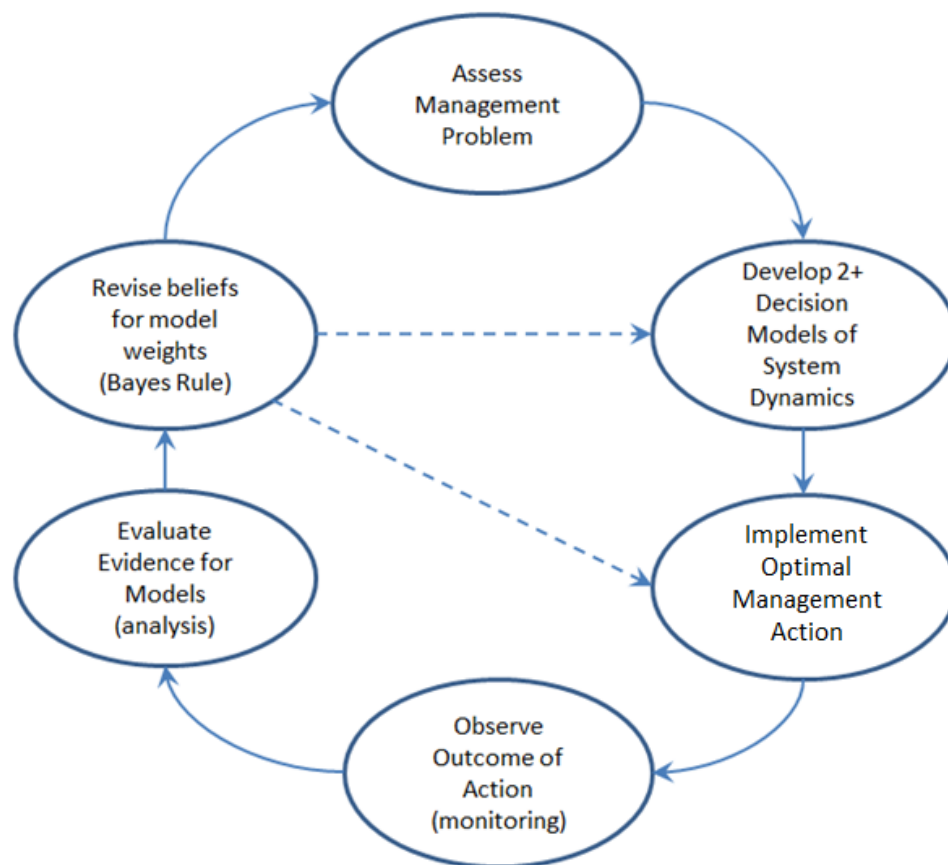 Assess
Management
Problem
Develop 2+
Decision
Models of
System
Dynamics
Implement
Optimal
Management
Action
Observe
Outcome of
Action
(monitoring)
Evaluate
Evidence for
Models
(analysis)
Revise beliefs
for model
weights
(Bayes Rule)